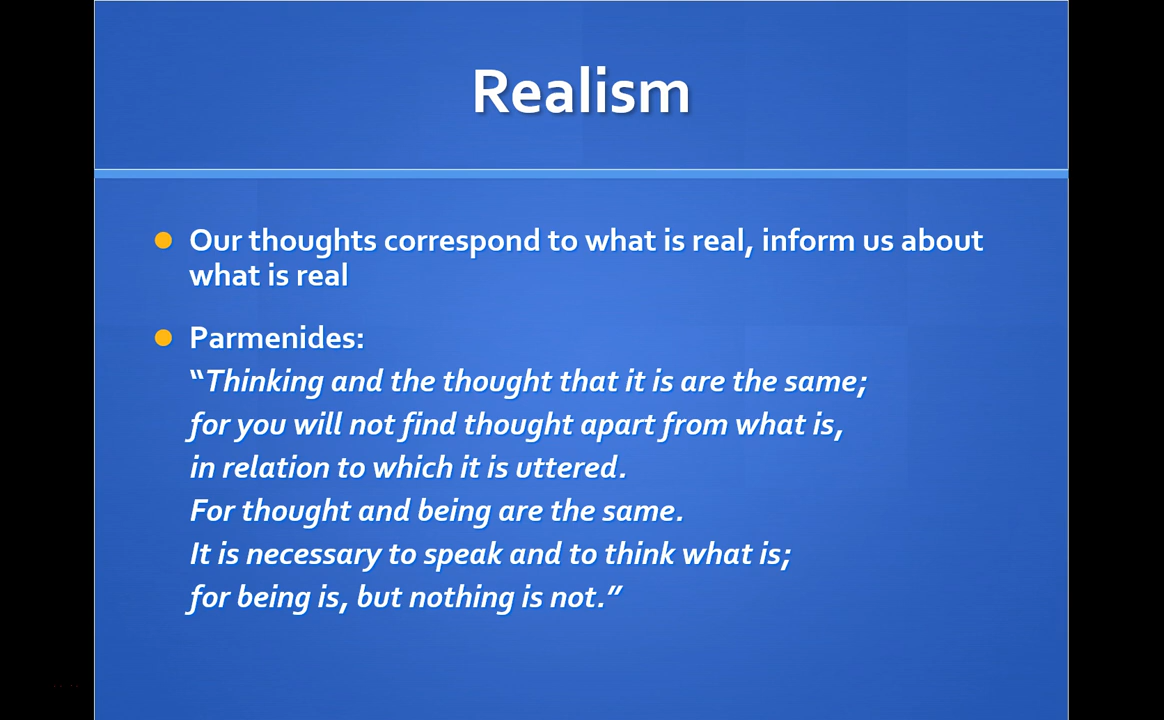 Realism
Our thoughts correspond to what is real, inform us about
what is real
Parmenides:
“Thinking and the thought that it is are the same;
for you will not find thought apart from what is,
in relation to which it is uttered.
For thought and being are the same.
It is necessary to speak and to think what is;
for being is, but nothing is not.”